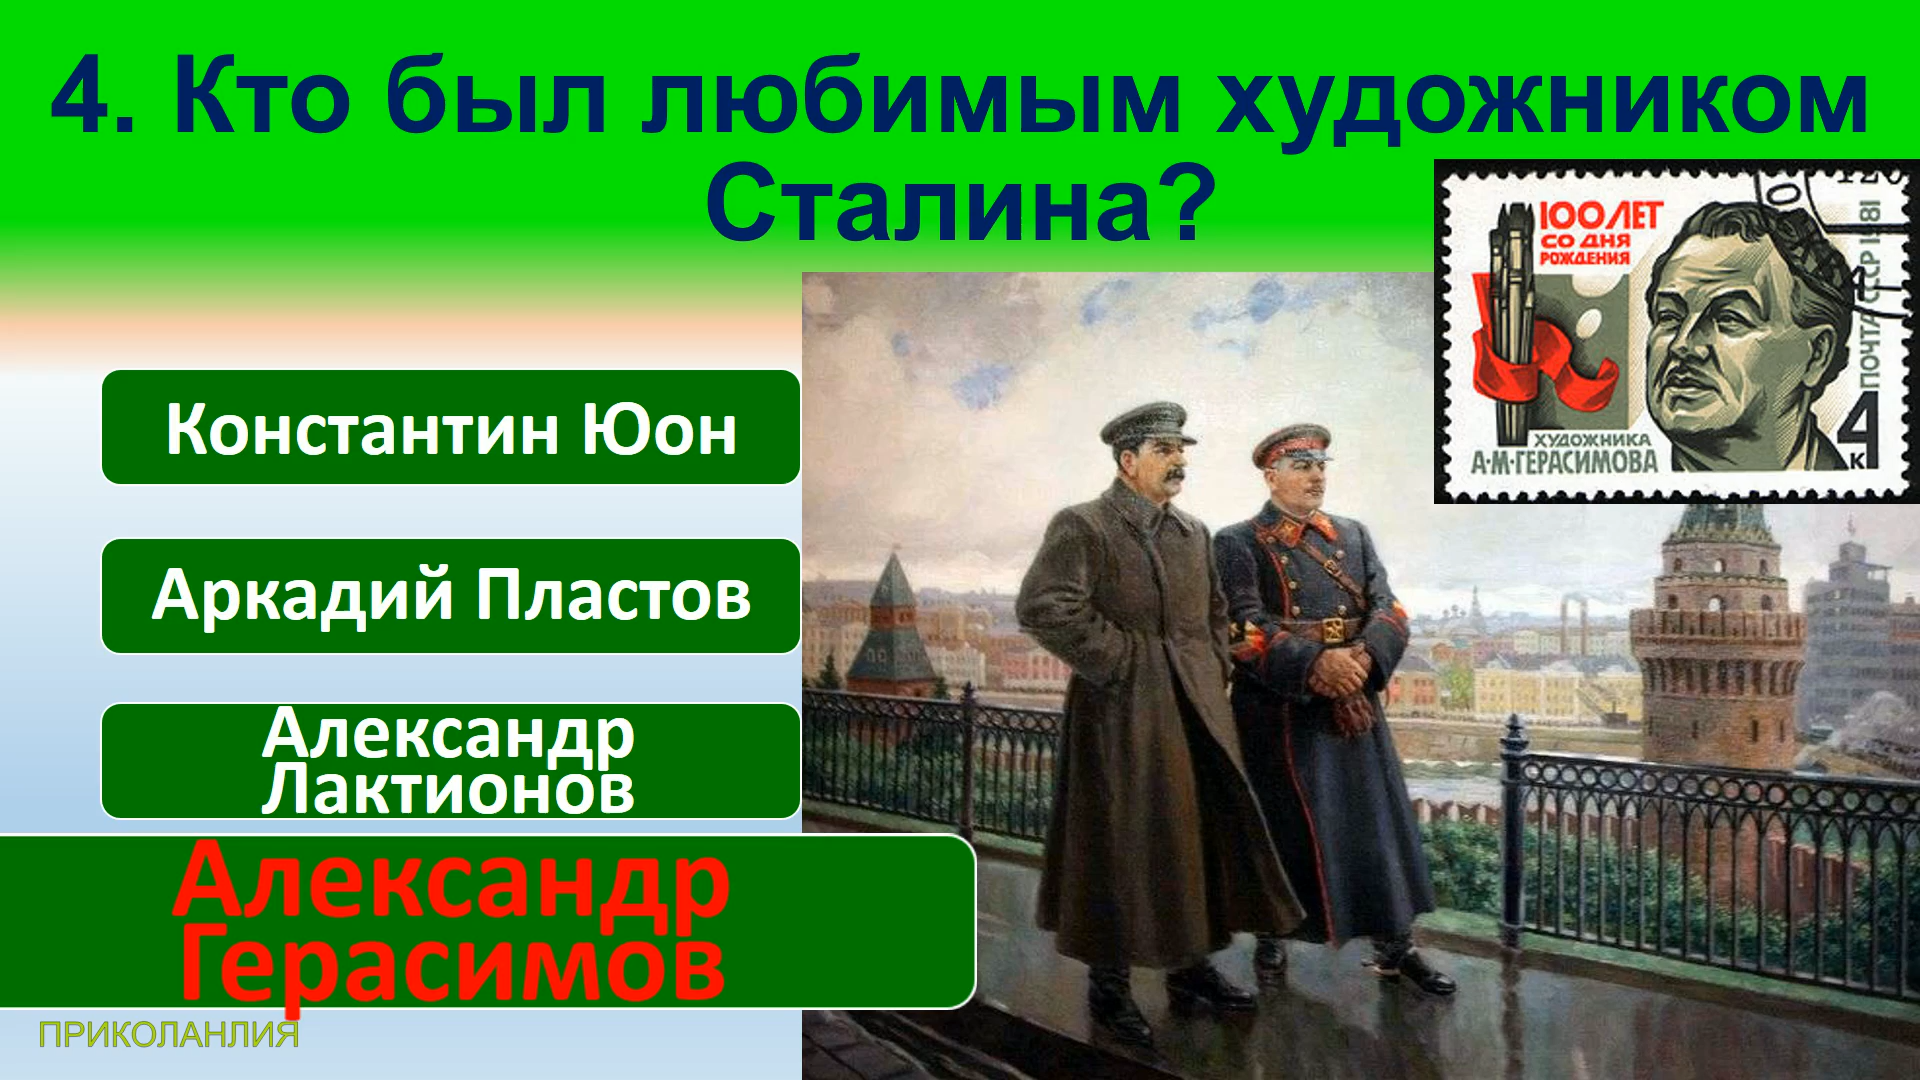 4. Кто был любимым художником
Сталина?
100 ЛЕТ
СО ДНЯ
РОЖДЕНИЯ
ПОЧТА СССР 1981
ХУДОЖНИКА
А·М·ГЕРАСИМОВА
4
К
Константин Юон
Аркадий Пластов
Александр
Лактионов
Александр
Герасимов
ПРИКОЛАНЛИЯ